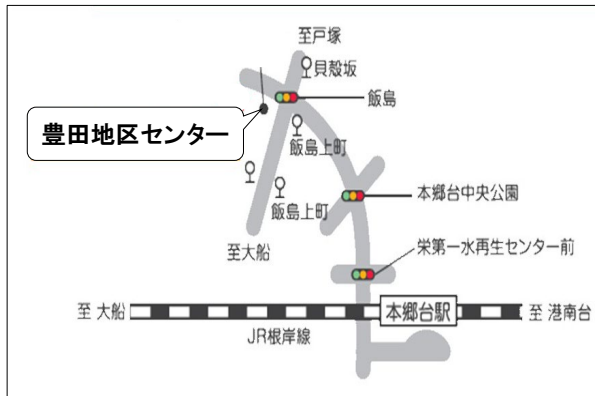 至戸塚
貝殻坂
飯島
豊田地区センター
飯島上町
飯島上町
本郷台中央公園
至大船
栄第一水再生センター前
至 大船
本郷台駅
至 港南台
JR根岸線